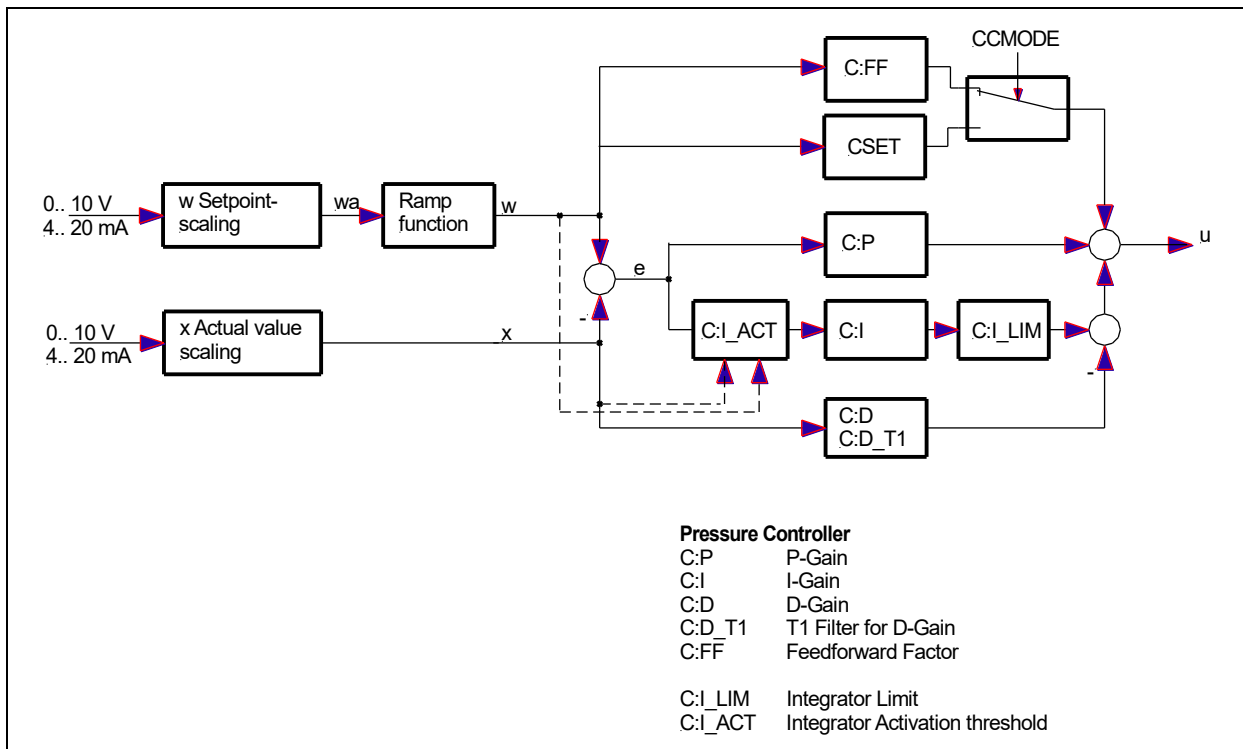 CCMODE
C:FF
CSET
0.. 10 V
4.. 20 mA
w Setpoint-
scaling
wa
Ramp
function
w
C:P
u
e
-
0.. 10 V
4.. 20 mA
x Actual value
scaling
x
C:I_ACT
C:I
C:I_LIM
-
C:D
C:D_T1
Pressure Controller
C:P P-Gain
C:I I-Gain
C:D D-Gain
C:D_T1 T1 Filter for D-Gain
C:FF Feedforward Factor
C:I_LIM Integrator Limit
C:I_ACT Integrator Activation threshold